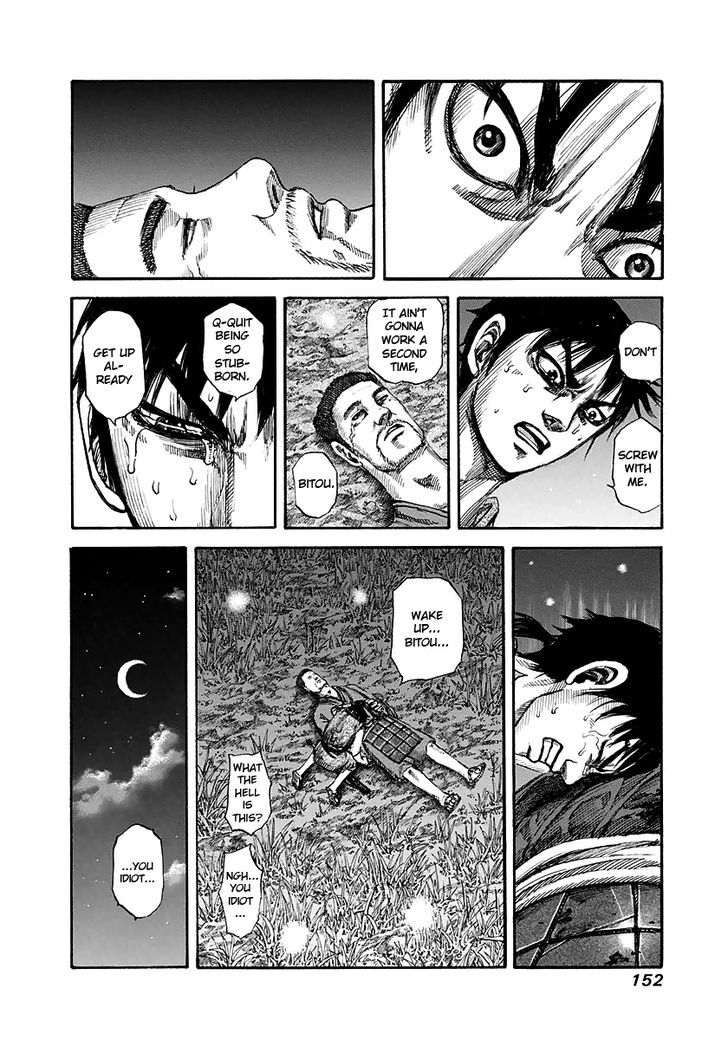 DON'T
SCREW
WITH
ME.
IT AIN'T
GONNA
WORK A
SECOND
TIME,
BITOU.
Q-QUIT
BEING
SO
STUB-
BORN.
GET UP
AL-
READY
WAKE
UP...
BITOU...
WHAT
THE
HELL
IS
THIS?
NGH...
YOU
IDIOT
...
...YOU
IDIOT...
152